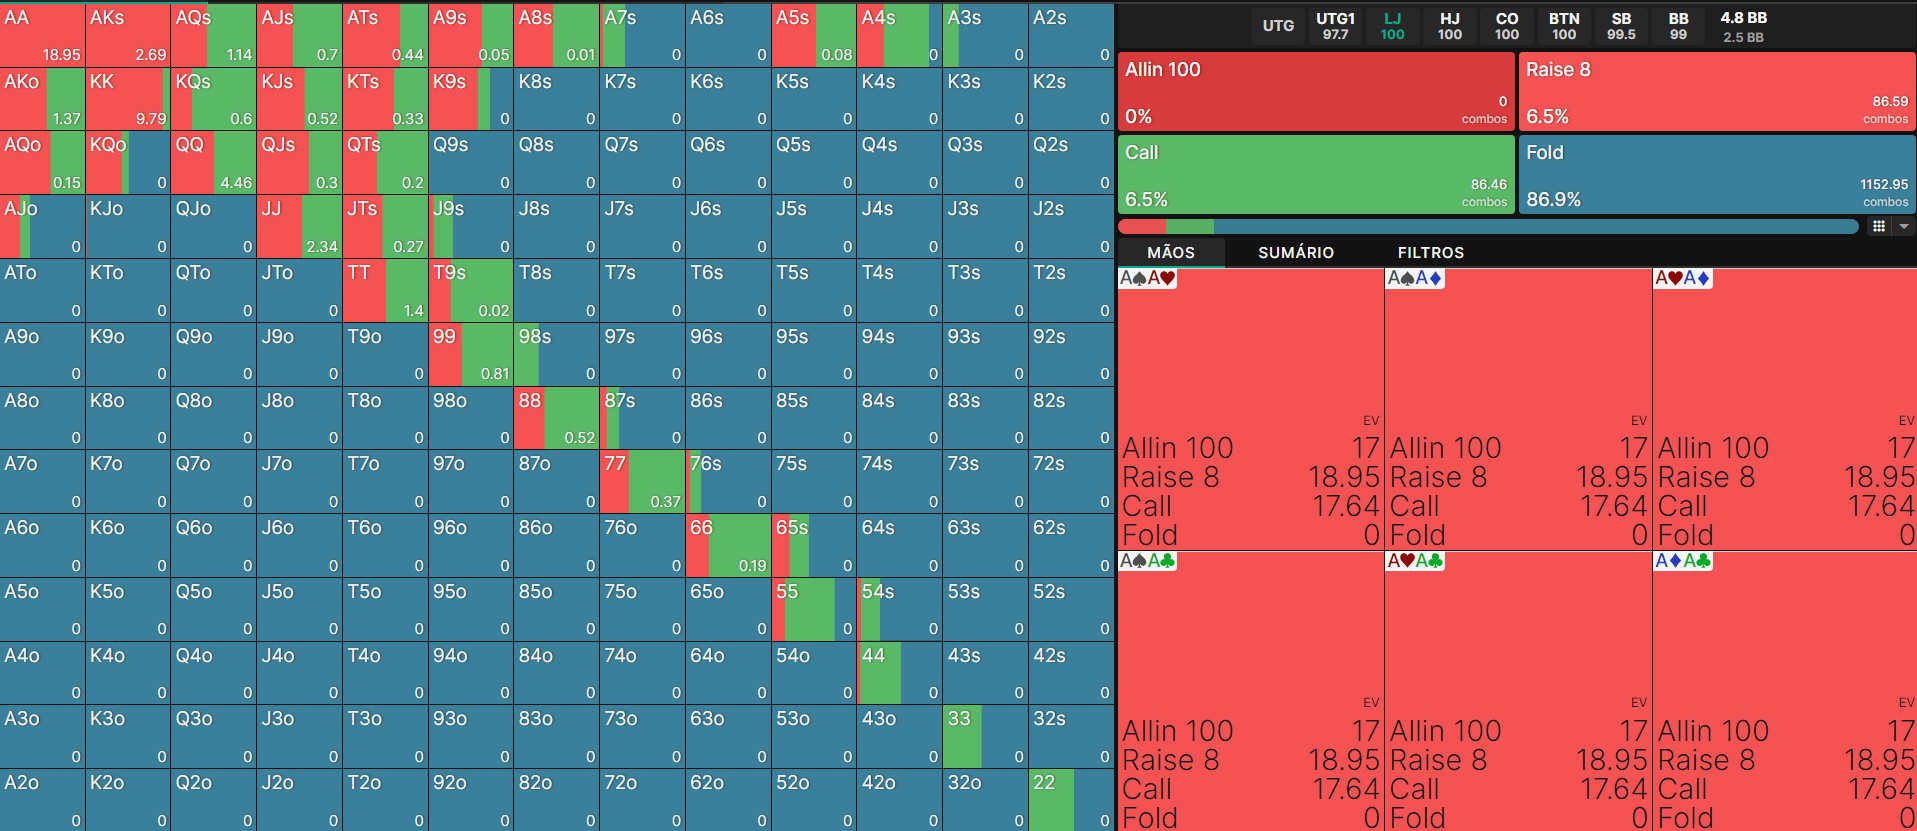 AA AKs AQs AJs ATs A9s A8s A7s A6s A5s A4s A3s A2s
18.95 2.69 1.14 0.7 0.44 0.05 0.01 0 0 0.08 0 0 0
AKo KK KQs KJs KTs K9s K8s K7s K6s K5s K4s K3s K2s
1.37 9.79 0.6 0.52 0.33 0 0 0 0 0 0 0 0
AQo KQo QQ QJs QTs Q9s Q8s Q7s Q6s Q5s Q4s Q3s Q2s
0.15 0 4.46 0.3 0.2 0 0 0 0 0 0 0 0
AJo KJo QJo JJ JTs J9s J8s J7s J6s J5s J4s J3s J2s
0 0 0 2.34 0.27 0 0 0 0 0 0 0 0
ATo KTo QTo JTo TT T9s T8s T7s T6s T5s T4s T3s T2s
0 0 0 0 1.4 0.02 0 0 0 0 0 0 0
A9o K9o Q9o J9o T9o 99 98s 97s 96s 95s 94s 93s 92s
0 0 0 0 0 0.81 0 0 0 0 0 0 0
A8o K8o Q8o J8o T8o 98o 88 87s 86s 85s 84s 83s 82s
0 0 0 0 0 0 0.52 0 0 0 0 0 0
A7o K7o Q7o J7o T7o 97o 87o 77 76s 75s 74s 73s 72s
0 0 0 0 0 0 0 0.37 0 0 0 0 0
A6o K6o Q6o J6o T6o 96o 86o 76o 66 65s 64s 63s 62s
0 0 0 0 0 0 0 0 0.19 0 0 0 0
A5o K5o Q5o J5o T5o 95o 85o 75o 65o 55 54s 53s 52s
0 0 0 0 0 0 0 0 0 0 0 0 0
A4o K4o Q4o J4o T4o 94o 84o 74o 64o 54o 44 43s 42s
0 0 0 0 0 0 0 0 0 0 0 0 0
A3o K3o Q3o J3o T3o 93o 83o 73o 63o 53o 43o 33 32s
0 0 0 0 0 0 0 0 0 0 0 0 0
A2o K2o Q2o J2o T2o 92o 82o 72o 62o 52o 42o 32o 22
0 0 0 0 0 0 0 0 0 0 0 0 0
UTG UTG1 LJ HJ CO BTN SB BB 4.8 BB
97.7 100 100 100 100 99.5 99 2.5 BB
Allin 100 Raise 8
0 86.59
0% combos 6.5% combos
Call Fold
86.46 1152.95
6.5% combos 86.9% combos
MÃOS SUMÁRIO FILTROS
A♠A♥ A♠A♦ A♥A♦
EV EV EV
Allin 100 17 Allin 100 17 Allin 100 17
Raise 8 18.95 Raise 8 18.95 Raise 8 18.95
Call 17.64 Call 17.64 Call 17.64
Fold 0 Fold 0 Fold 0
A♠A♣ A♥A♣ A♦A♣
EV EV EV
Allin 100 17 Allin 100 17 Allin 100 17
Raise 8 18.95 Raise 8 18.95 Raise 8 18.95
Call 17.64 Call 17.64 Call 17.64
Fold 0 Fold 0 Fold 0